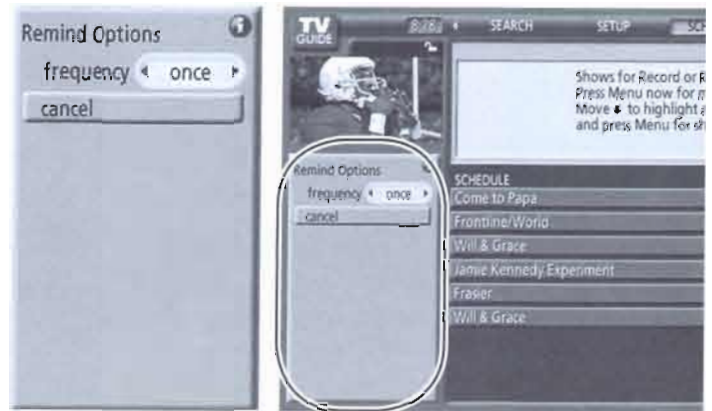 Remind Options
frequency once
cancel
TV
GUIDE
SEARCH SETUP
Shows for Record or R
Press Menu now for
Move to highlight a
and press Menu for sh
Remind Options
frequency once
cancel
SCHEDULE
Come to Papa
Frontline/World
Will & Grace
Jamie Kennedy Experiment
Frasier
Will & Grace